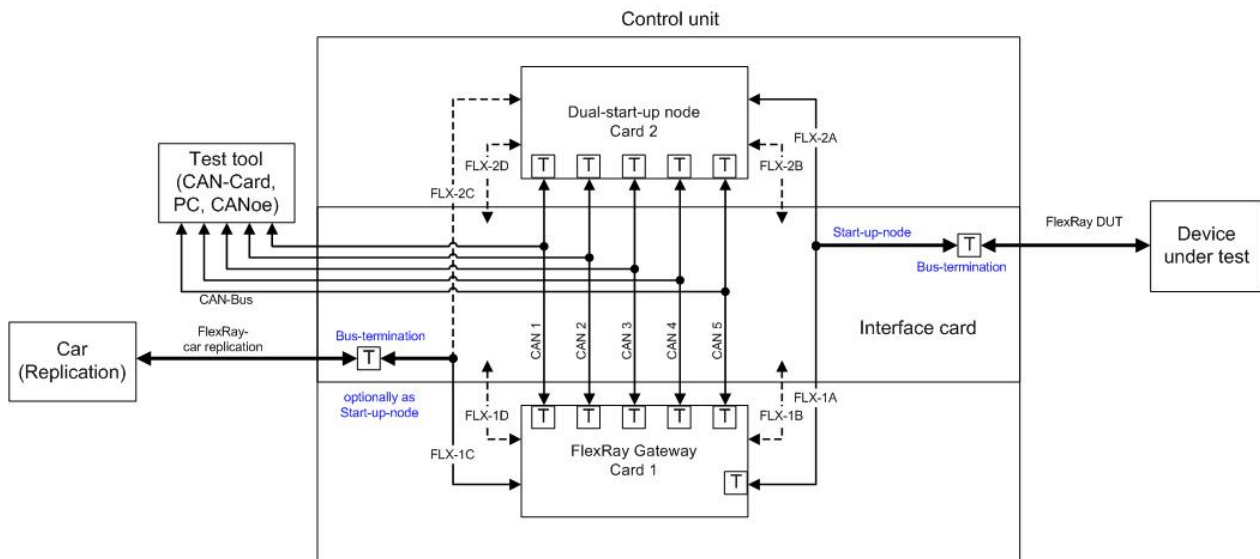 Control unit
Dual-start-up node
Card 2
T
T
T
T
T
FLX-2A
FLX-2B
FLX-2D
FLX-2C
Test tool
(CAN-Card,
PC, CANoe)
CAN-Bus
Start-up-node
T
Bus-termination
FlexRay DUT
Device
under test
Interface card
CAN 1
CAN 2
CAN 3
CAN 4
CAN 5
Car
(Replication)
FlexRay-
car replication
Bus-termination
T
optionally as
Start-up-node
FLX-1D
FLX-1C
FLX-1B
FLX-1A
T
T
T
T
T
FlexRay Gateway
Card 1
T